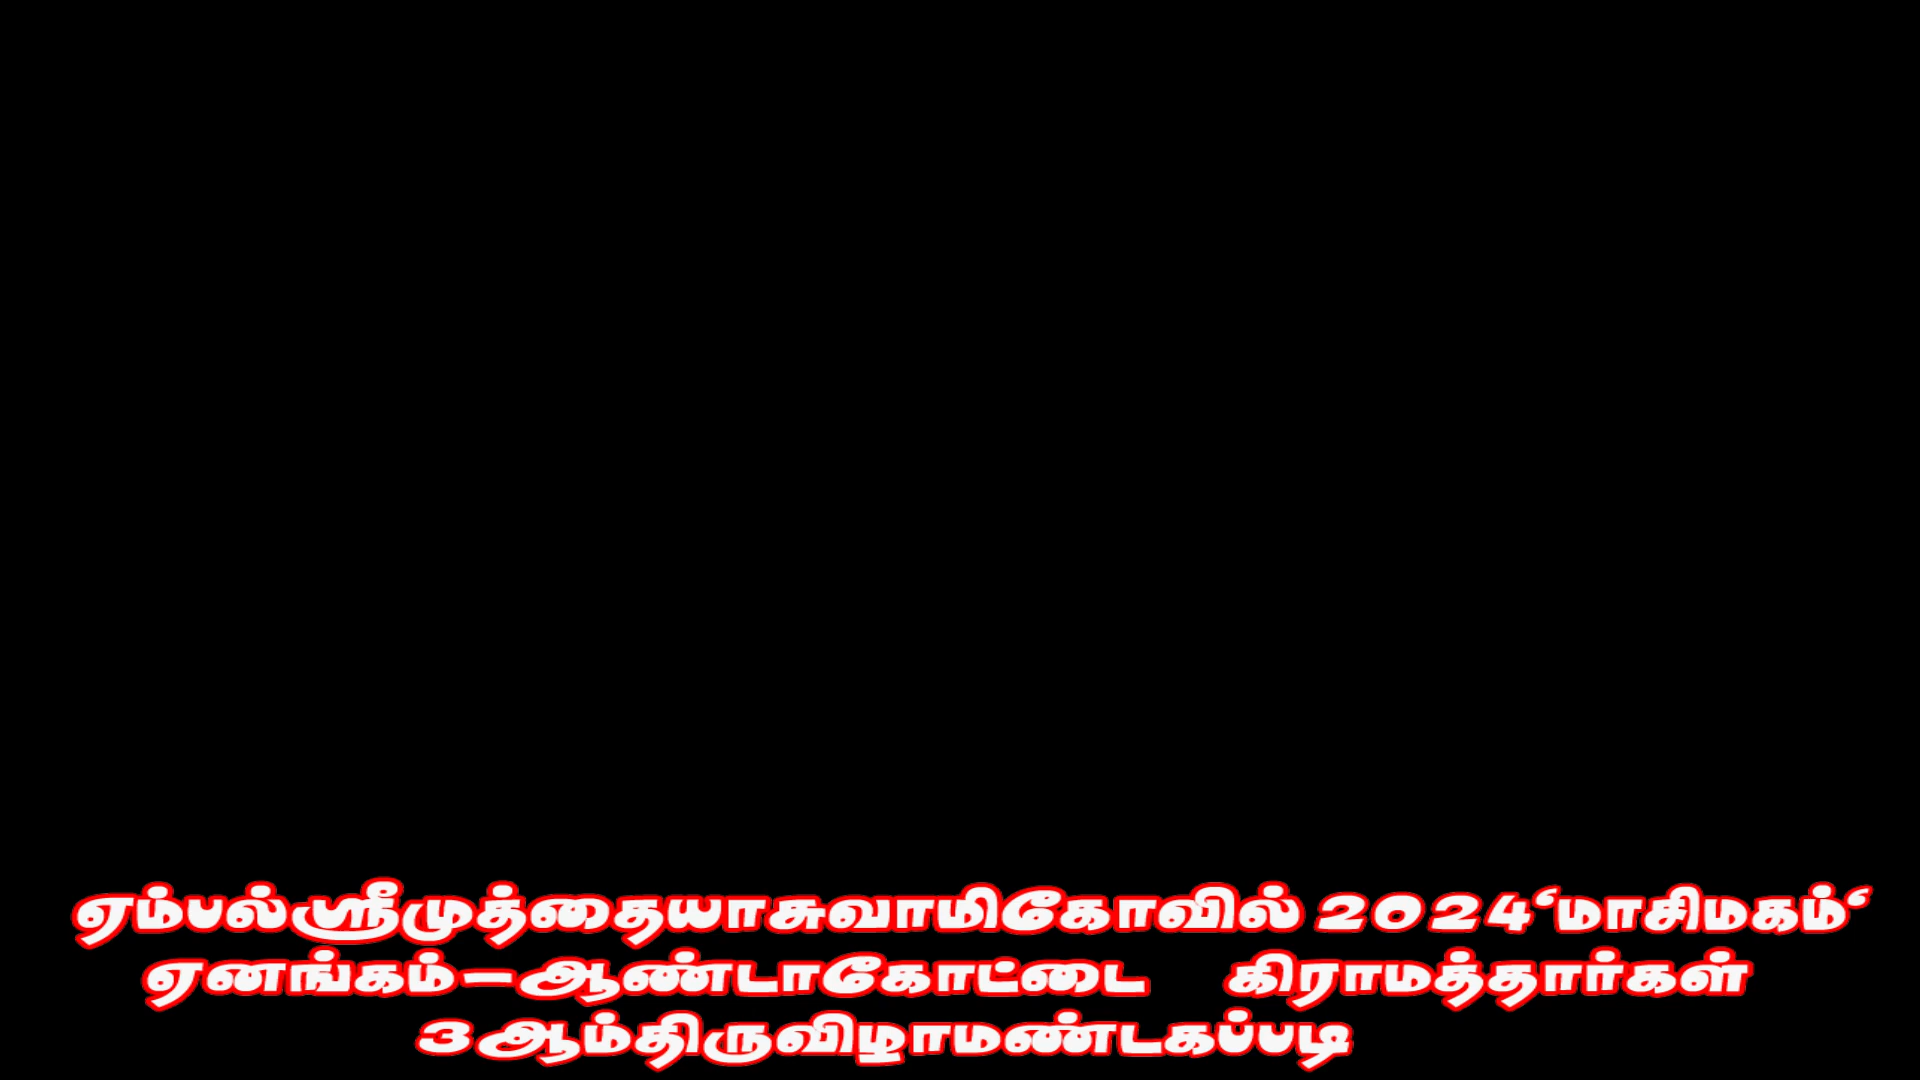 ஏம்பல்ஸ்ரீமுத்தையாசுவாமிகோவில் 2024‘மாசிமகம்‘
ஏனங்கம்–ஆண்டாகோட்டை கிராமத்தார்கள்
3ஆம்திருவிழாமண்டகப்படி